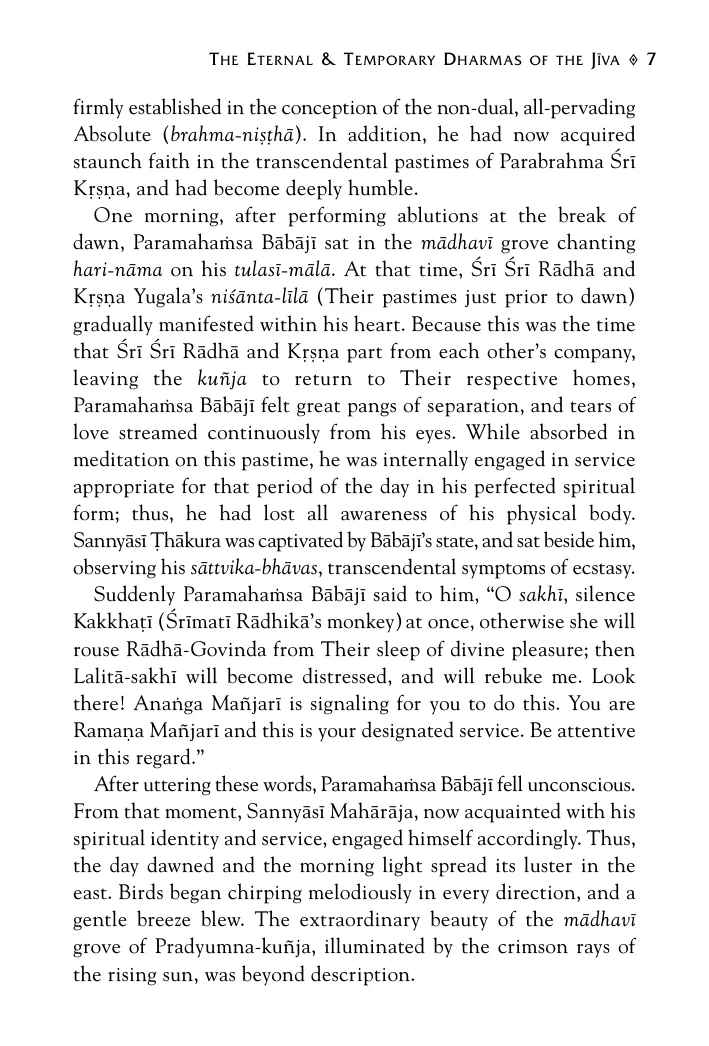 The Eternal & Temporary Dharmas of the Jīva ◈ 7
firmly established in the conception of the non-dual, all-pervading
Absolute (brahma-niṣṭhā). In addition, he had now acquired
staunch faith in the transcendental pastimes of Parabrahma Śrī
Kṛṣṇa, and had become deeply humble.
One morning, after performing ablutions at the break of
dawn, Paramahaṁsa Bābājī sat in the mādhavī grove chanting
hari-nāma on his tulasī-mālā. At that time, Śrī Śrī Rādhā and
Kṛṣṇa Yugala’s niśānta-līlā (Their pastimes just prior to dawn)
gradually manifested within his heart. Because this was the time
that Śrī Śrī Rādhā and Kṛṣṇa part from each other’s company,
leaving the kuñja to return to Their respective homes,
Paramahaṁsa Bābājī felt great pangs of separation, and tears of
love streamed continuously from his eyes. While absorbed in
meditation on this pastime, he was internally engaged in service
appropriate for that period of the day in his perfected spiritual
form; thus, he had lost all awareness of his physical body.
Sannyāsī Ṭhākura was captivated by Bābājī’s state, and sat beside him,
observing his sāttvika-bhāvas, transcendental symptoms of ecstasy.
Suddenly Paramahaṁsa Bābājī said to him, “O sakhī, silence
Kakkhaṭī (Śrīmatī Rādhikā’s monkey) at once, otherwise she will
rouse Rādhā-Govinda from Their sleep of divine pleasure; then
Lalitā-sakhī will become distressed, and will rebuke me. Look
there! Anaṅga Mañjarī is signaling for you to do this. You are
Ramaṇa Mañjarī and this is your designated service. Be attentive
in this regard.”
After uttering these words, Paramahaṁsa Bābājī fell unconscious.
From that moment, Sannyāsī Mahārāja, now acquainted with his
spiritual identity and service, engaged himself accordingly. Thus,
the day dawned and the morning light spread its luster in the
east. Birds began chirping melodiously in every direction, and a
gentle breeze blew. The extraordinary beauty of the mādhavī
grove of Pradyumna-kuñja, illuminated by the crimson rays of
the rising sun, was beyond description.